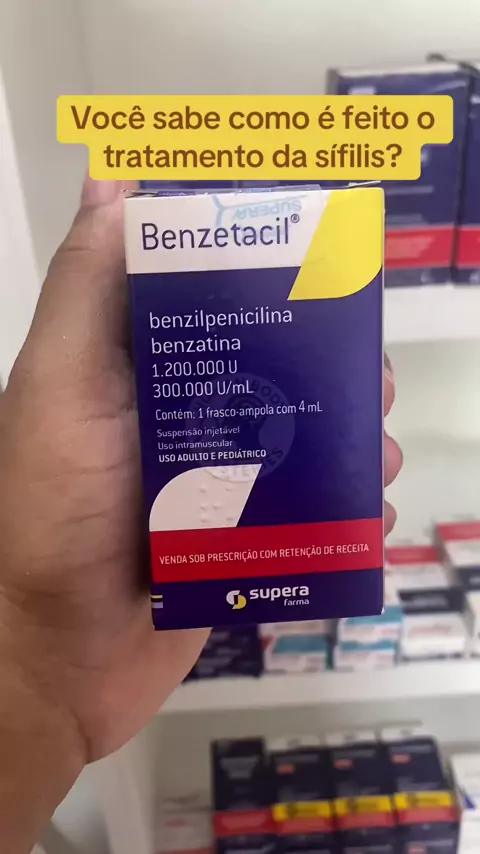 Você sabe como é feito o
tratamento da sífilis?
SUPERA
Benzetacil®
benzilpenicilina
benzatina
1.200.000 U
300.000 U/mL
Contém: 1 frasco-ampola com 4 mL
Suspensão injetável
Uso intramuscular
USO ADULTO E PEDIÁTRICO
VENDA SOB PRESCRIÇÃO COM RETENÇÃO DE RECEITA
supera
farma